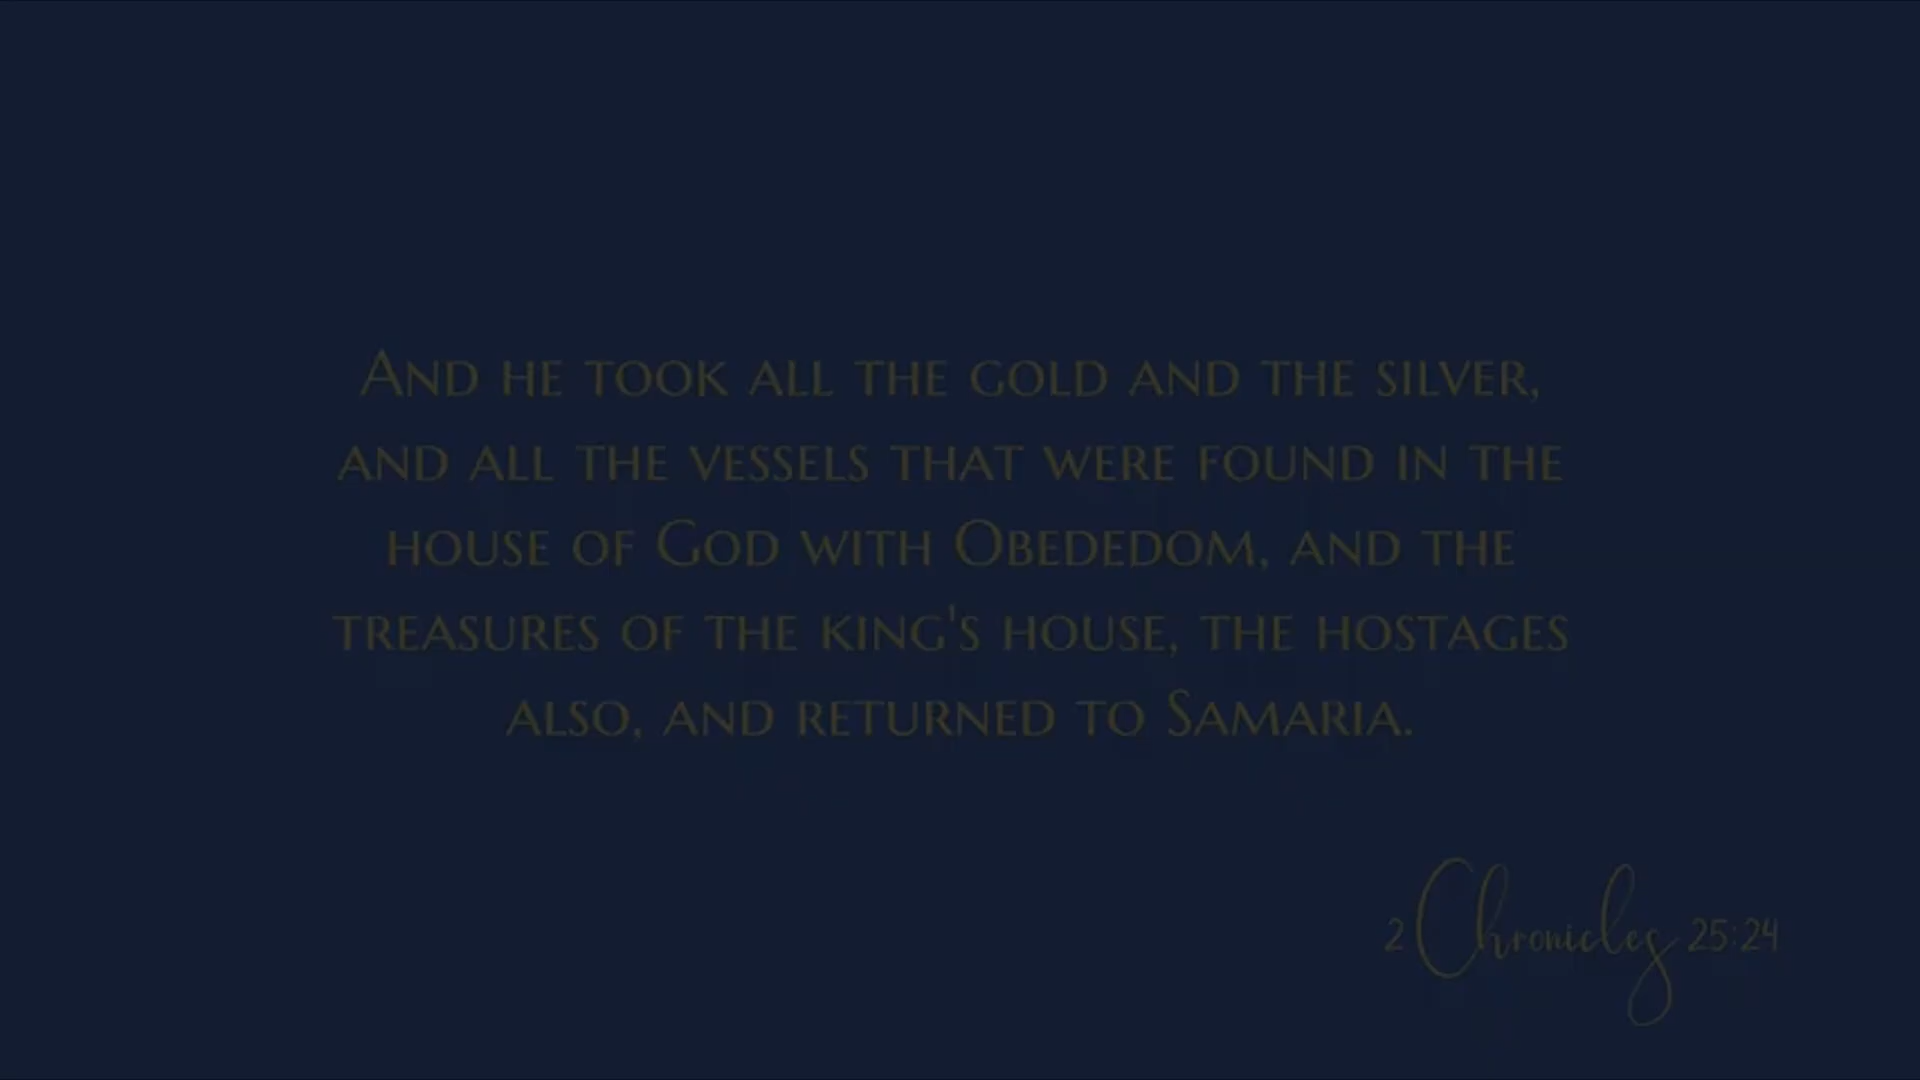 And he took all the gold and the silver,
and all the vessels that were found in the
house of God with Obededom, and the
treasures of the king's house, the hostages
also, and returned to Samaria.
2 Chronicles 25:24